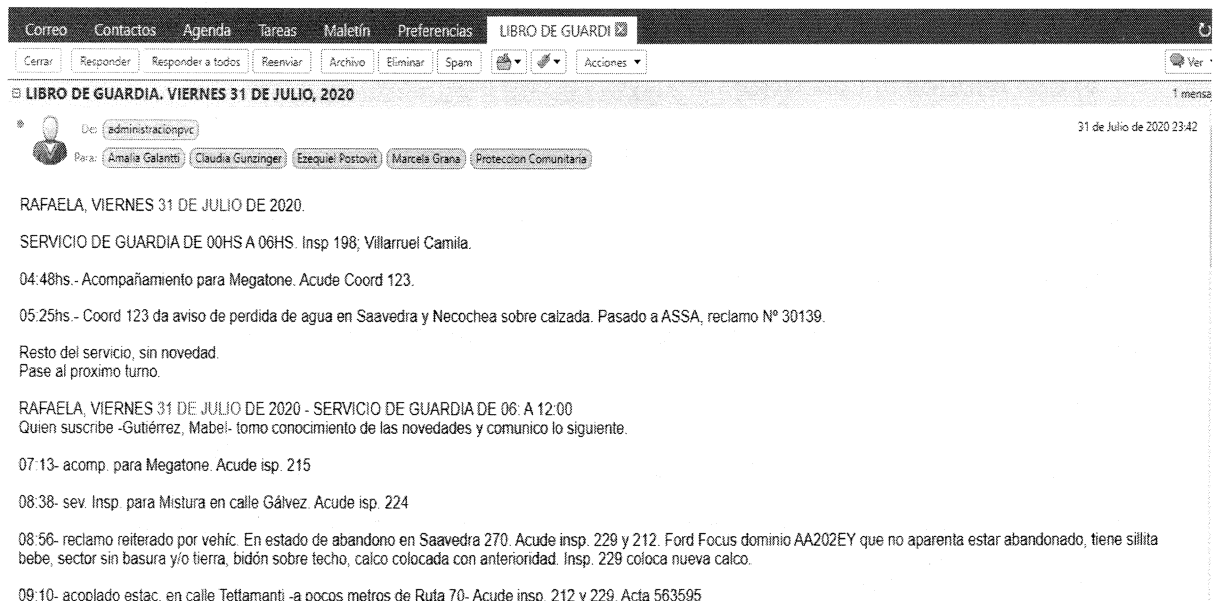 Correo Contactos Agenda Tareas Maletín Preferencias LIBRO DE GUARDI
Cerrar Responder Responder a todos Reenviar Archivo Eliminar Spam Acciones Ver
LIBRO DE GUARDIA. VIERNES 31 DE JULIO, 2020 1 mensa
De: administracionpvc 31 de Julio de 2020 23:42
Para: Amalia Galantti Claudia Gunzinger Ezequiel Postovit Marcela Grana Proteccion Comunitaria
RAFAELA, VIERNES 31 DE JULIO DE 2020.
SERVICIO DE GUARDIA DE 00HS A 06HS. Insp 198; Villarruel Camila.
04:48hs.- Acompañamiento para Megatone. Acude Coord 123.
05:25hs.- Coord 123 da aviso de perdida de agua en Saavedra y Necochea sobre calzada. Pasado a ASSA, reclamo Nº 30139.
Resto del servicio, sin novedad.
Pase al proximo turno.
RAFAELA, VIERNES 31 DE JULIO DE 2020 - SERVICIO DE GUARDIA DE 06: A 12:00
Quien suscribe -Gutiérrez, Mabel- tomo conocimiento de las novedades y comunico lo siguiente.
07:13- acomp. para Megatone. Acude isp. 215
08:38- sev. Insp. para Mistura en calle Gálvez. Acude isp. 224
08:56- reclamo reiterado por vehíc. En estado de abandono en Saavedra 270. Acude insp. 229 y 212. Ford Focus dominio AA202EY que no aparenta estar abandonado, tiene sillita
bebe, sector sin basura y/o tierra, bidón sobre techo, calco colocada con anterioridad. Insp. 229 coloca nueva calco.
09:10- acoplado estac. en calle Tettamanti -a pocos metros de Ruta 70- Acude insp. 212 y 229. Acta 563595